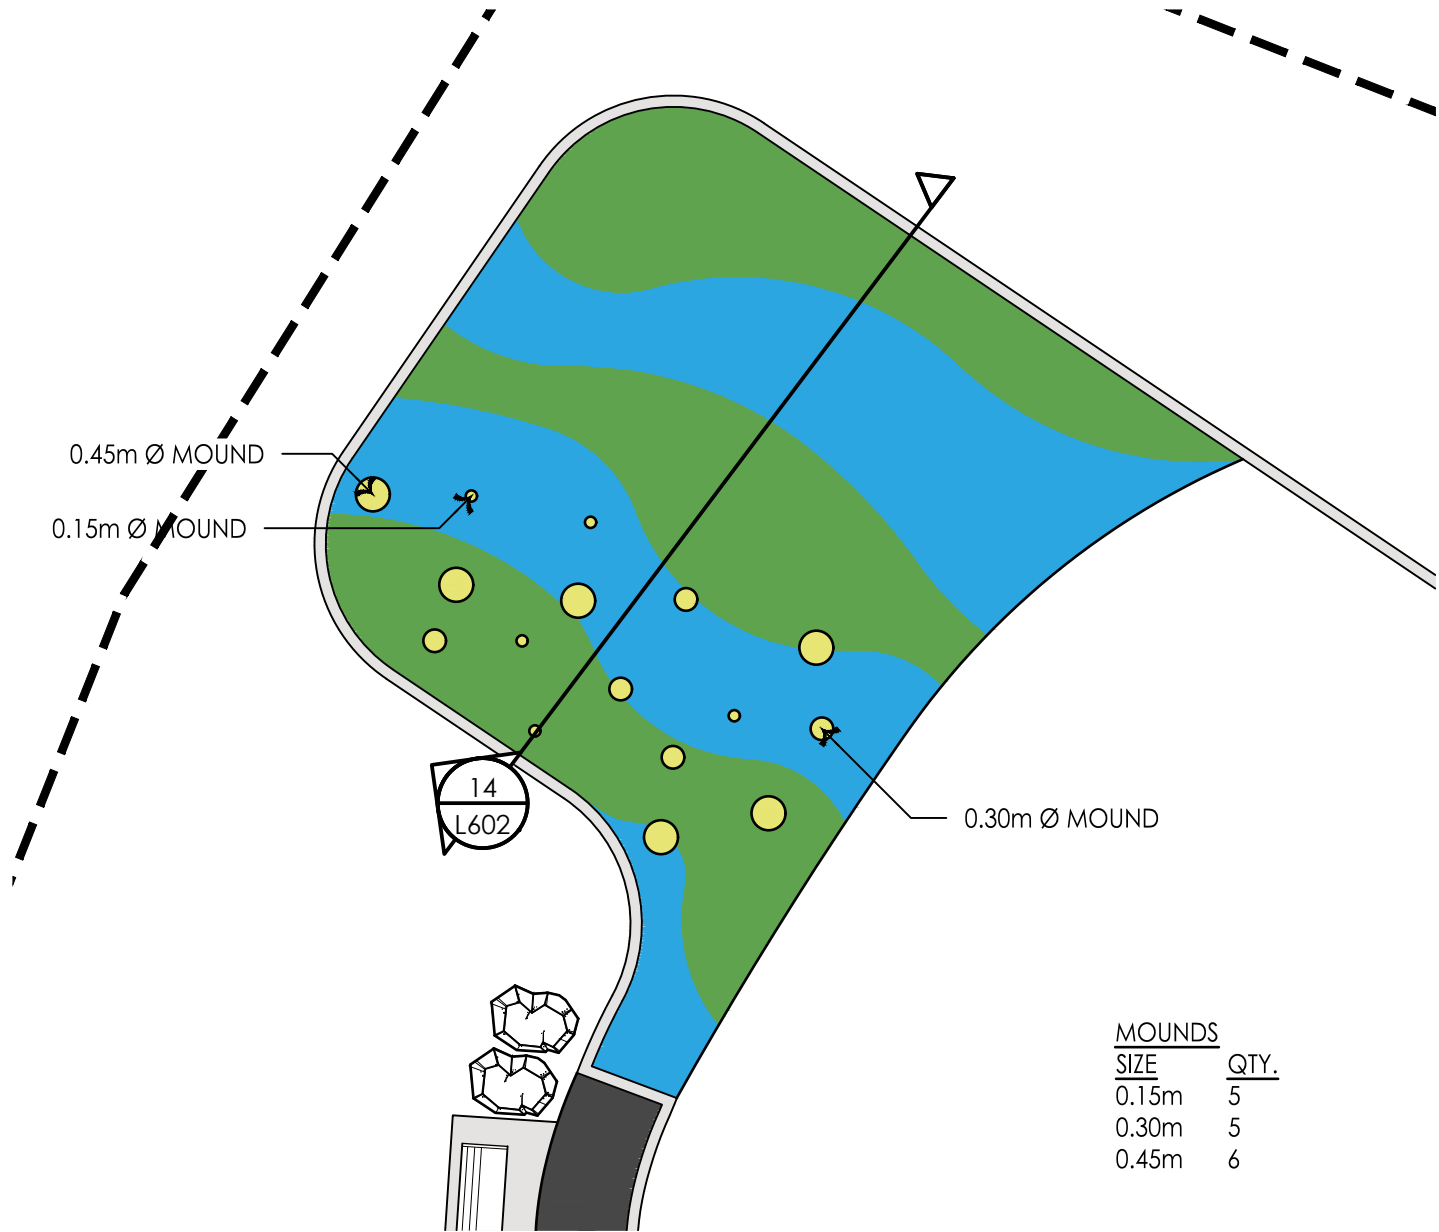 0.45m Ø MOUND
0.15m Ø MOUND
14
L602
0.30m Ø MOUND
MOUNDS
SIZE QTY.
0.15m 5
0.30m 5
0.45m 6